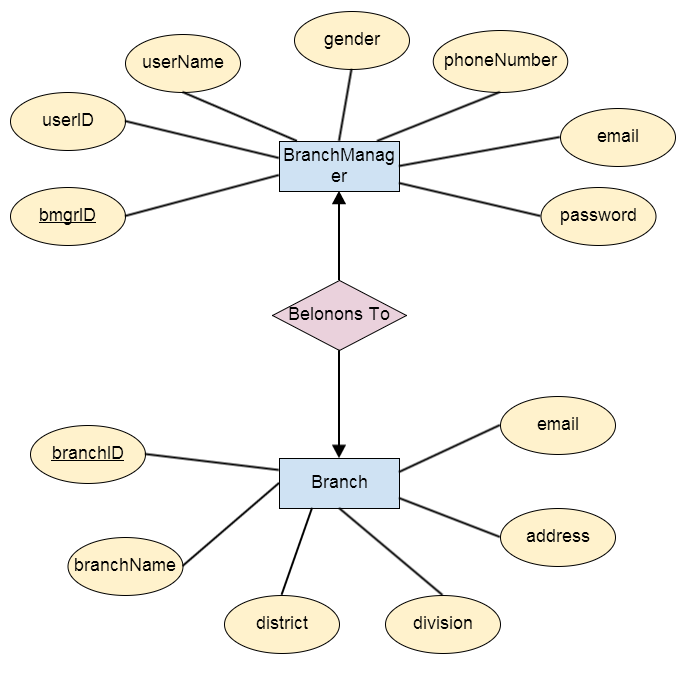 gender
userName
phoneNumber
userID
email
BranchManag
er
bmgrID
password
Belonons To
email
branchID
Branch
address
branchName
district
division